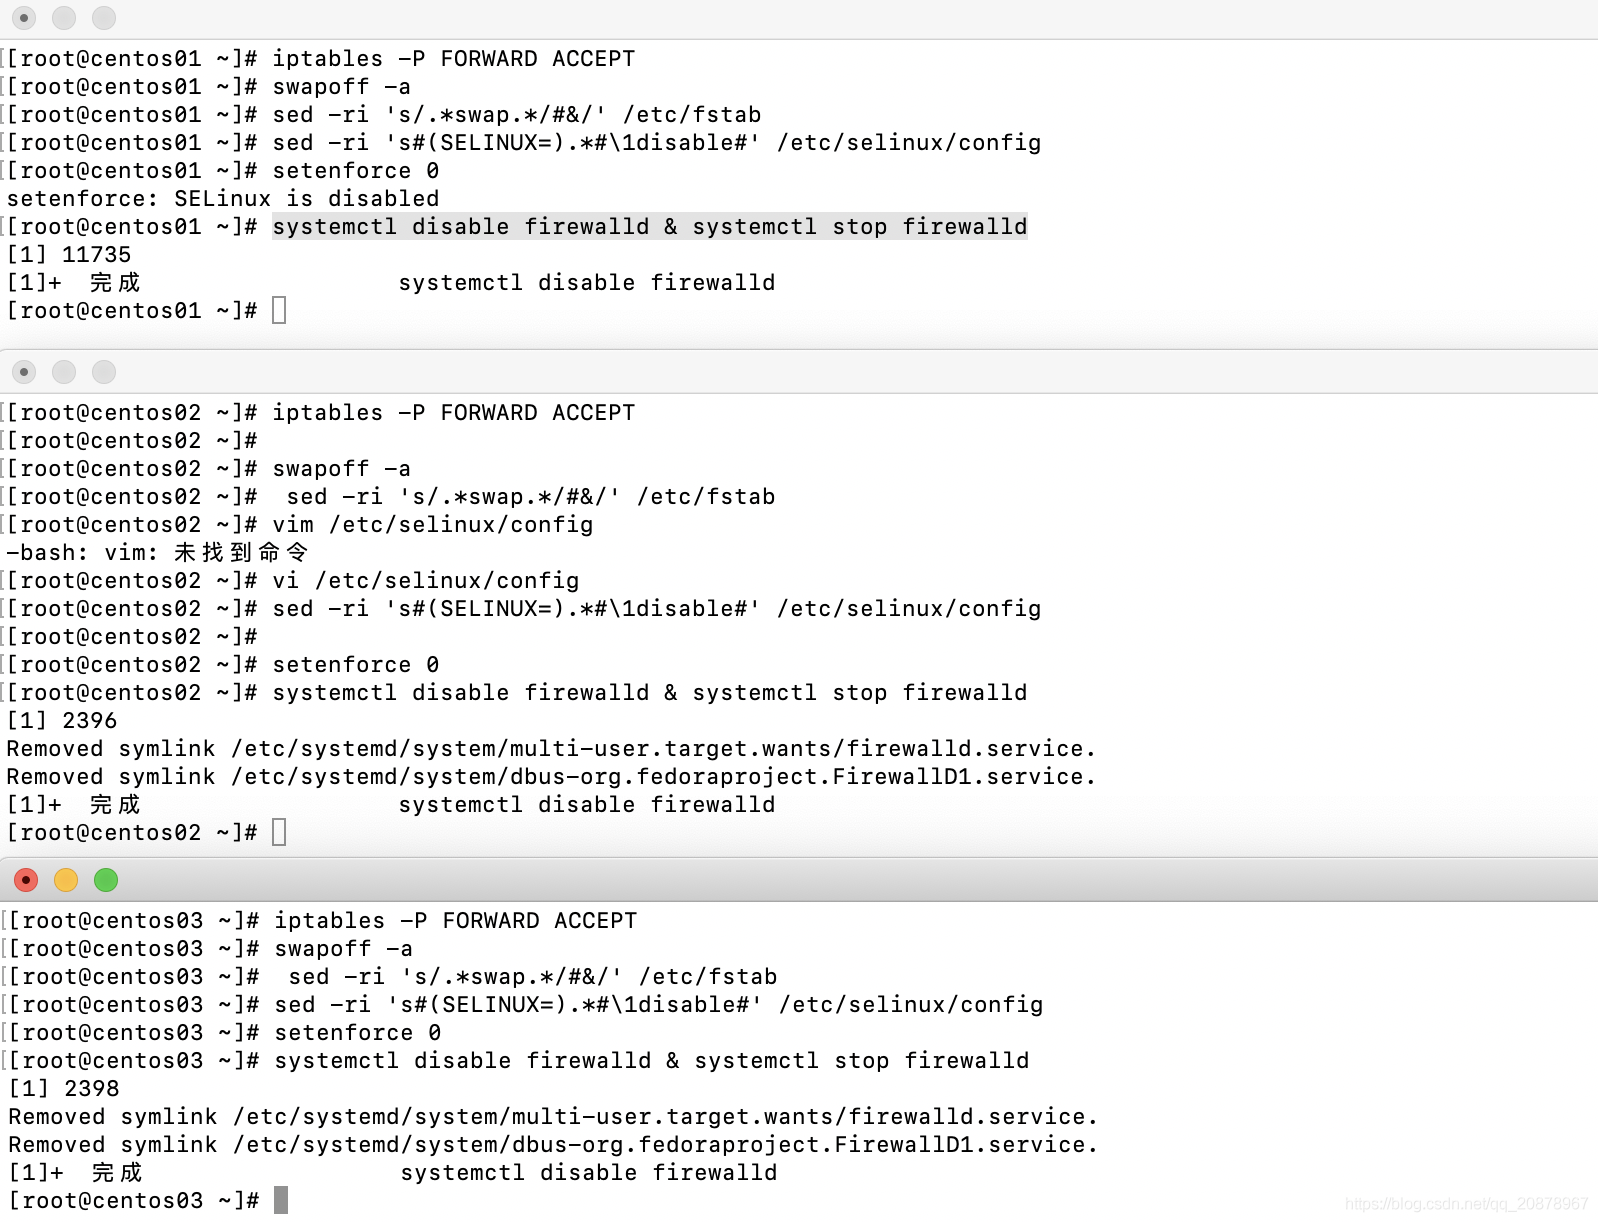 [root@centos01 ~]# iptables -P FORWARD ACCEPT
[root@centos01 ~]# swapoff -a
[root@centos01 ~]# sed -ri 's/.*swap.*/#&/' /etc/fstab
[root@centos01 ~]# sed -ri 's#(SELINUX=).*#\1disable#' /etc/selinux/config
[root@centos01 ~]# setenforce 0
setenforce: SELinux is disabled
[root@centos01 ~]# systemctl disable firewalld & systemctl stop firewalld
[1] 11735
[1]+  完成                  systemctl disable firewalld
[root@centos01 ~]#
[root@centos02 ~]# iptables -P FORWARD ACCEPT
[root@centos02 ~]#
[root@centos02 ~]# swapoff -a
[root@centos02 ~]#  sed -ri 's/.*swap.*/#&/' /etc/fstab
[root@centos02 ~]# vim /etc/selinux/config
-bash: vim: 未找到命令
[root@centos02 ~]# vi /etc/selinux/config
[root@centos02 ~]# sed -ri 's#(SELINUX=).*#\1disable#' /etc/selinux/config
[root@centos02 ~]#
[root@centos02 ~]# setenforce 0
[root@centos02 ~]# systemctl disable firewalld & systemctl stop firewalld
[1] 2396
Removed symlink /etc/systemd/system/multi-user.target.wants/firewalld.service.
Removed symlink /etc/systemd/system/dbus-org.fedoraproject.FirewallD1.service.
[1]+  完成                  systemctl disable firewalld
[root@centos02 ~]#
[root@centos03 ~]# iptables -P FORWARD ACCEPT
[root@centos03 ~]# swapoff -a
[root@centos03 ~]#  sed -ri 's/.*swap.*/#&/' /etc/fstab
[root@centos03 ~]# sed -ri 's#(SELINUX=).*#\1disable#' /etc/selinux/config
[root@centos03 ~]# setenforce 0
[root@centos03 ~]# systemctl disable firewalld & systemctl stop firewalld
[1] 2398
Removed symlink /etc/systemd/system/multi-user.target.wants/firewalld.service.
Removed symlink /etc/systemd/system/dbus-org.fedoraproject.FirewallD1.service.
[1]+  完成                  systemctl disable firewalld
[root@centos03 ~]#
https://blog.csdn.net/qq_20878967